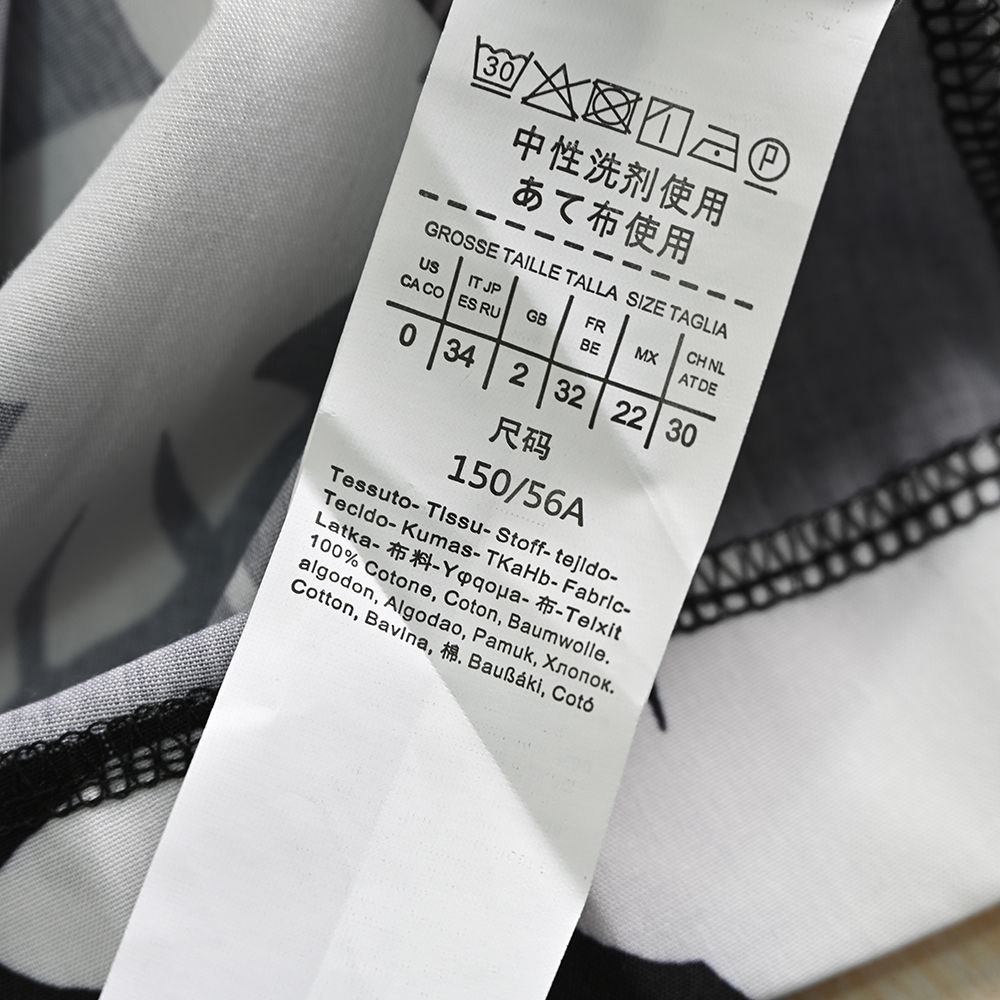 30 P
中性洗剂使用
あて布使用
GROSSE TAILLE TALLA SIZE TAGLIA
US CA CO IT JP ES RU GB FR BE MX CH NL AT DE
0 34 2 32 22 30
尺码
150/56A
Tessuto- Tissu- Stoff- tejido-
Tecido- Kumas- TKaHb- Fabric-
Latka- 布料-Yφqoμa- 布-Teixit
100% Cotone, Coton, Baumwolle.
algodon, Algodao, Pamuk, Хлопок.
Cotton, Bavlna, 棉. Baußáki, Cotó